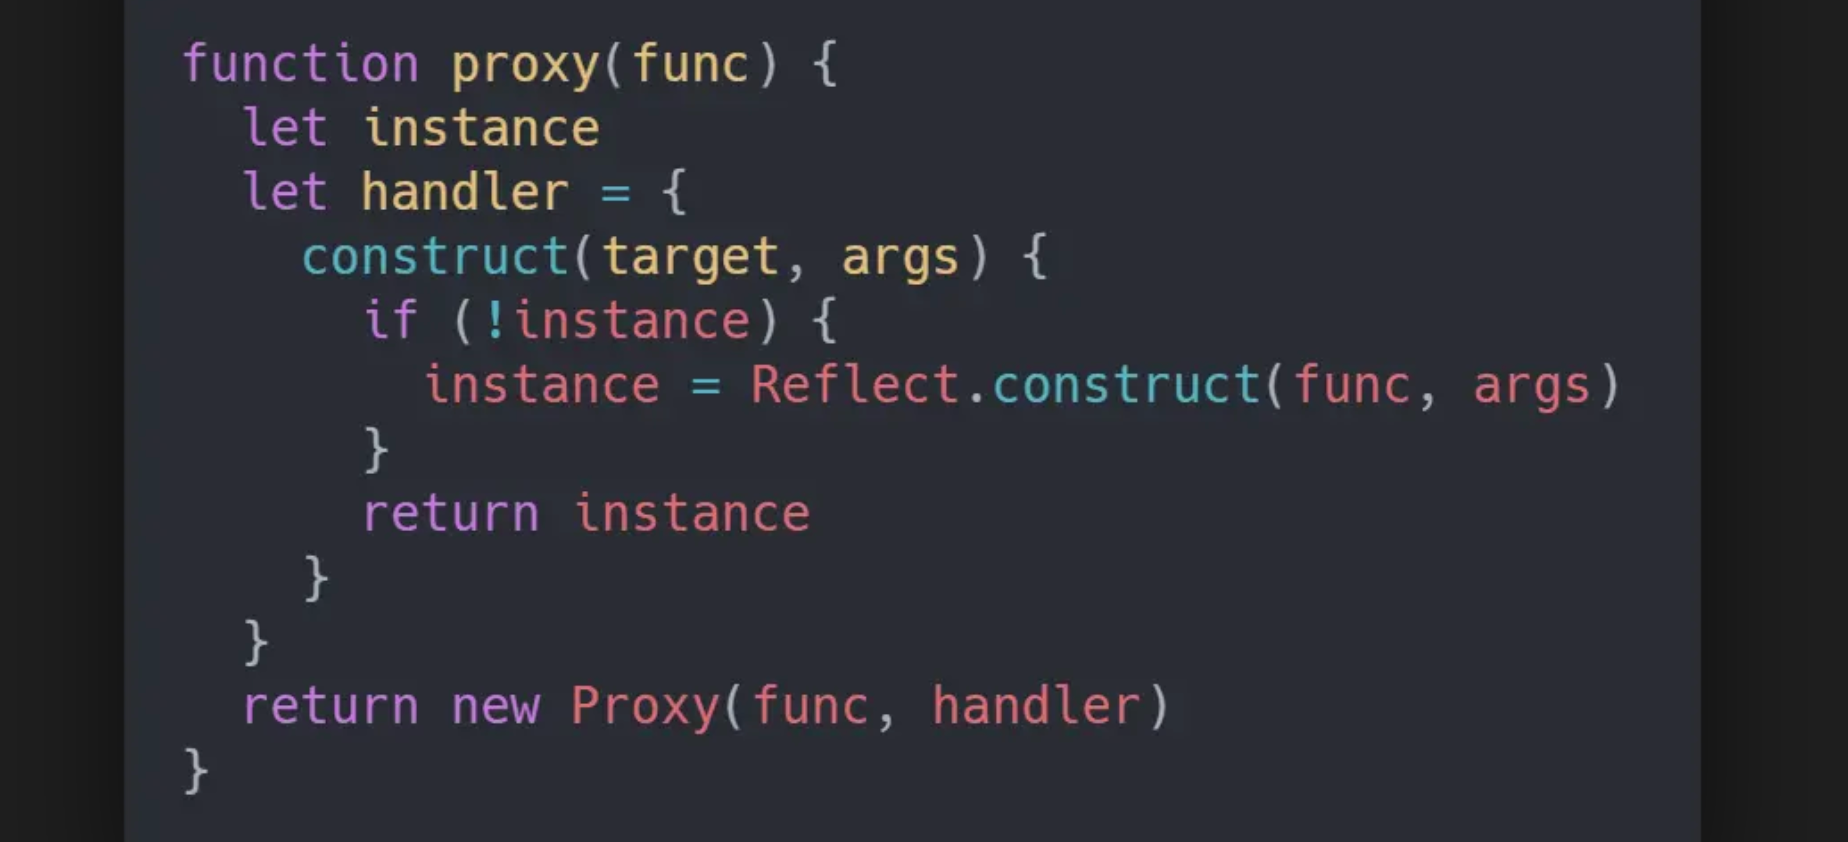 function proxy(func) {
  let instance
  let handler = {
    construct(target, args) {
      if (!instance) {
        instance = Reflect.construct(func, args)
      }
      return instance
    }
  }
  return new Proxy(func, handler)
}